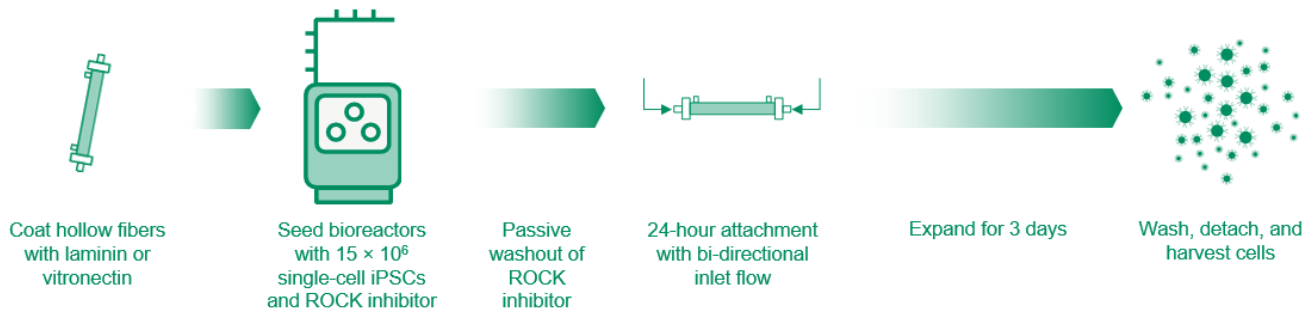 Coat hollow fibers
with laminin or
vitronectin
Seed bioreactors
with 15 × 10⁶
single-cell iPSCs
and ROCK inhibitor
Passive
washout of
ROCK
inhibitor
24-hour attachment
with bi-directional
inlet flow
Expand for 3 days
Wash, detach, and
harvest cells